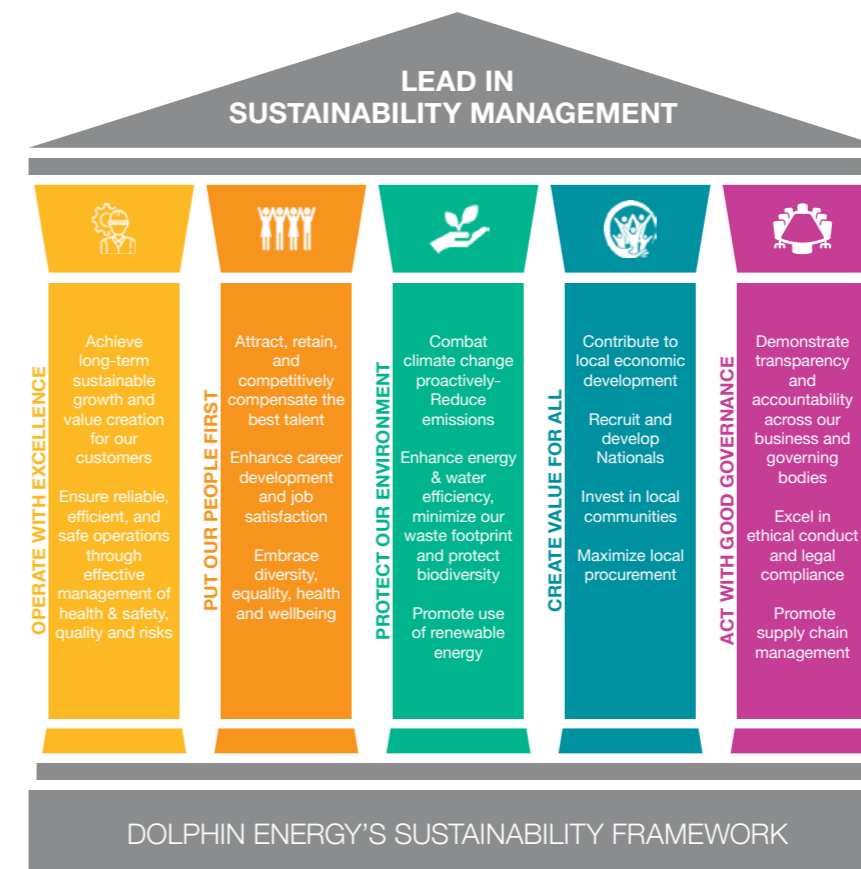 LEAD IN
SUSTAINABILITY MANAGEMENT
OPERATE WITH EXCELLENCE
Achieve
long-term
sustainable
growth and
value creation
for our
customers
Ensure reliable,
efficient, and
safe operations
through
effective
management of
health & safety,
quality and risks
PUT OUR PEOPLE FIRST
Attract, retain,
and
competitively
compensate the
best talent
Enhance career
development
and job
satisfaction
Embrace
diversity,
equality, health
and wellbeing
PROTECT OUR ENVIRONMENT
Combat
climate change
proactively-
Reduce
emissions
Enhance energy
& water
efficiency,
minimize our
waste footprint
and protect
biodiversity
Promote use
of renewable
energy
CREATE VALUE FOR ALL
Contribute to
local economic
development
Recruit and
develop
Nationals
Invest in local
communities
Maximize local
procurement
ACT WITH GOOD GOVERNANCE
Demonstrate
transparency
and
accountability
across our
business and
governing
bodies
Excel in
ethical conduct
and legal
compliance
Promote
supply chain
management
DOLPHIN ENERGY’S SUSTAINABILITY FRAMEWORK